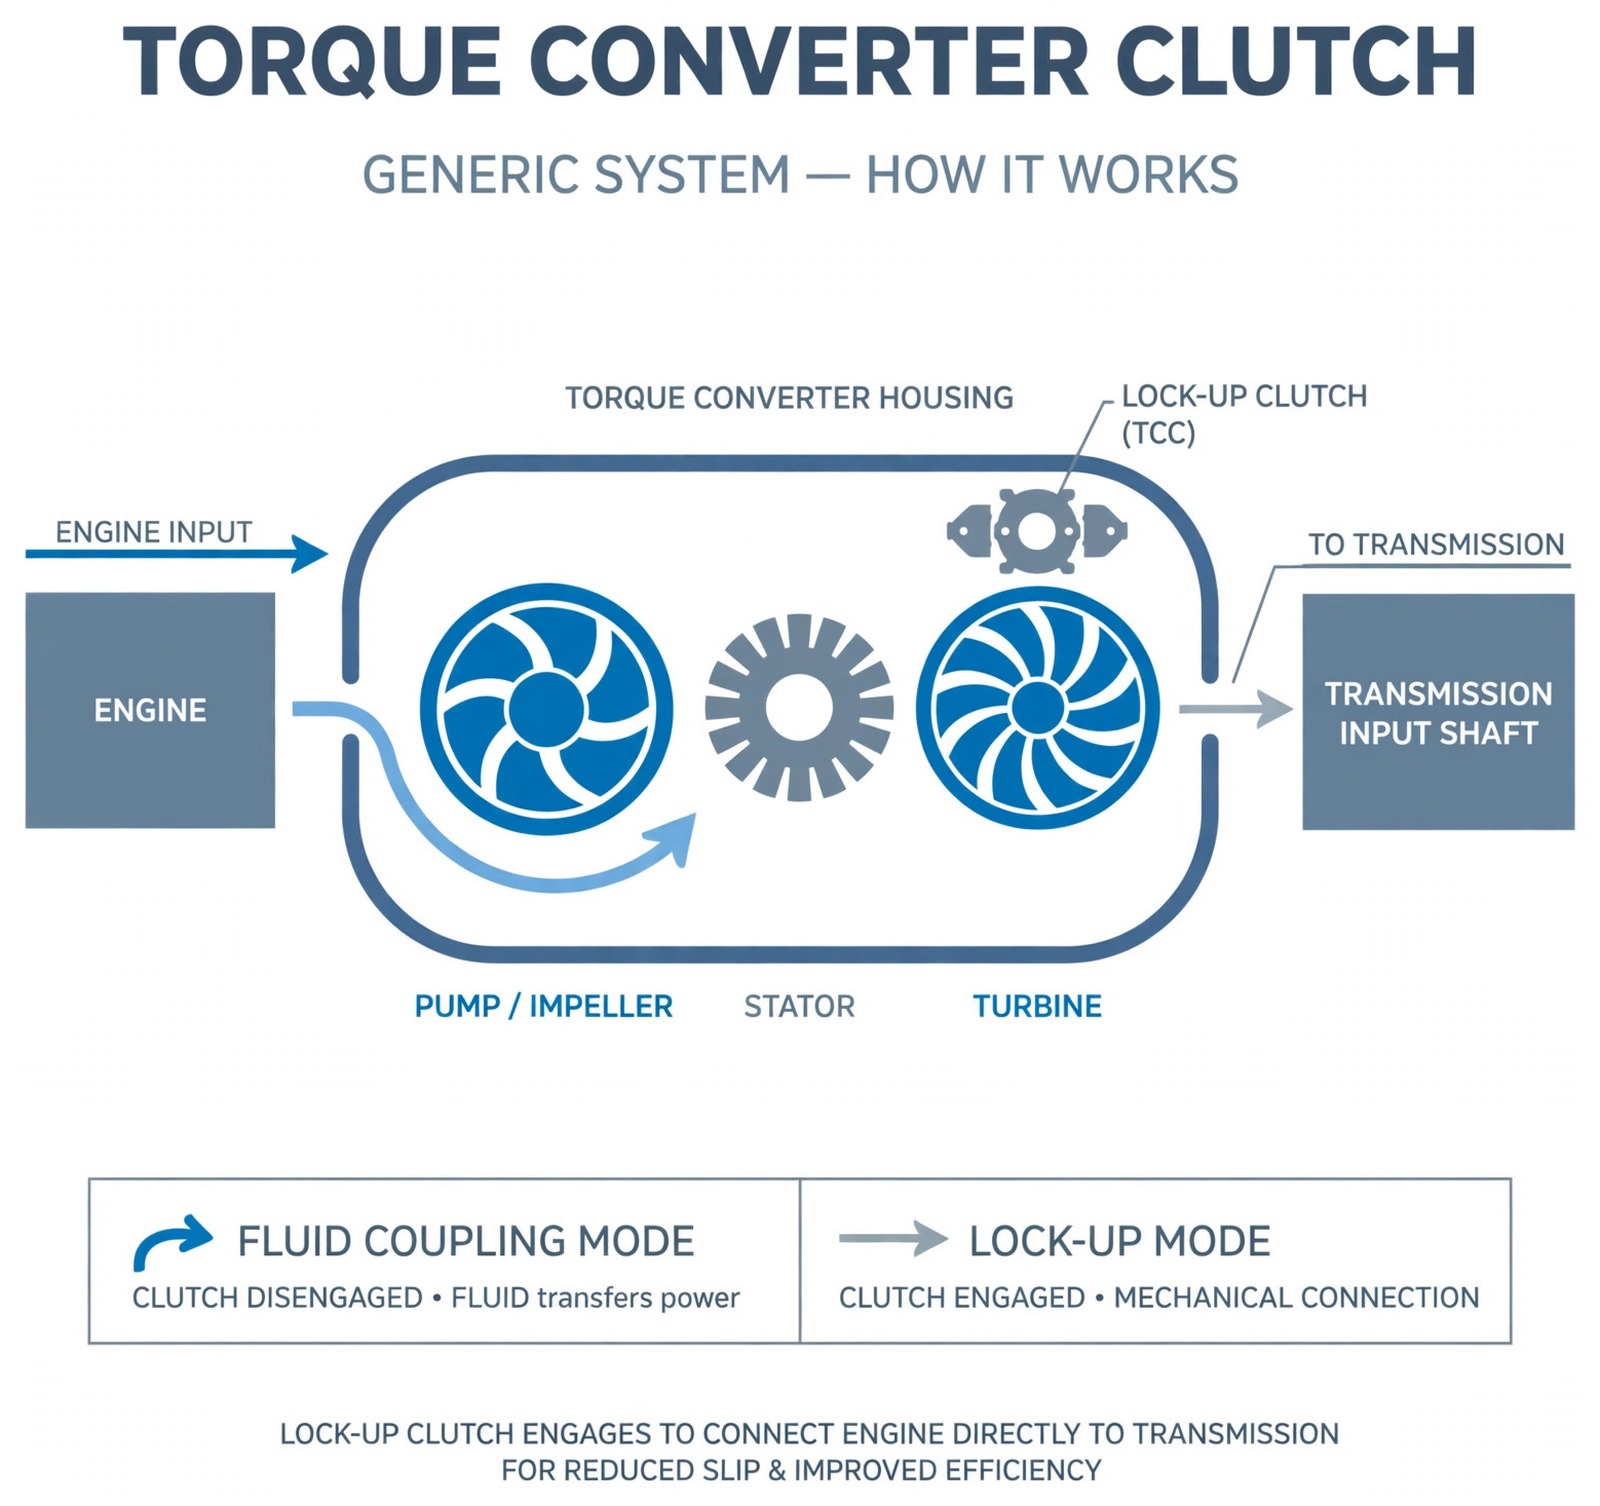 TORQUE CONVERTER CLUTCH
GENERIC SYSTEM — HOW IT WORKS
TORQUE CONVERTER HOUSING
LOCK-UP CLUTCH
(TCC)
ENGINE INPUT
TO TRANSMISSION
ENGINE
TRANSMISSION
INPUT SHAFT
PUMP / IMPELLER
STATOR
TURBINE
FLUID COUPLING MODE
CLUTCH DISENGAGED • FLUID transfers power
LOCK-UP MODE
CLUTCH ENGAGED • MECHANICAL CONNECTION
LOCK-UP CLUTCH ENGAGES TO CONNECT ENGINE DIRECTLY TO TRANSMISSION
FOR REDUCED SLIP & IMPROVED EFFICIENCY